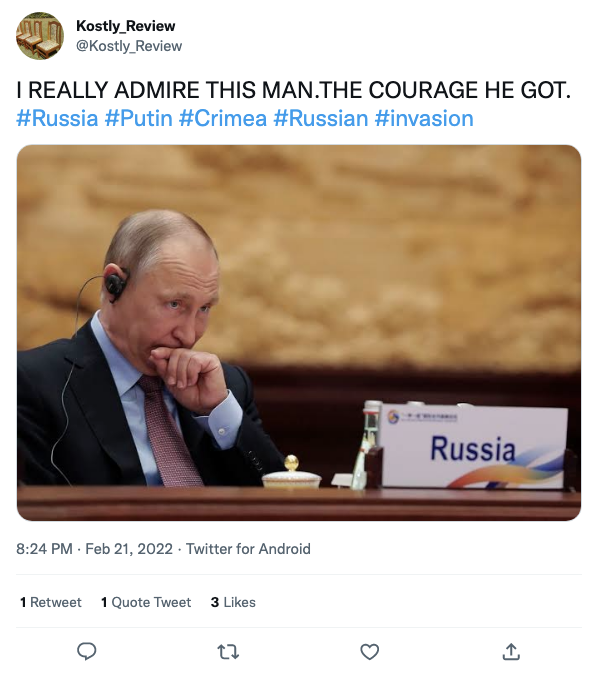 Kostly_Review
@Kostly_Review
I REALLY ADMIRE THIS MAN.THE COURAGE HE GOT.
#Russia #Putin #Crimea #Russian #invasion
Russia
8:24 PM · Feb 21, 2022 · Twitter for Android
1 Retweet 1 Quote Tweet 3 Likes